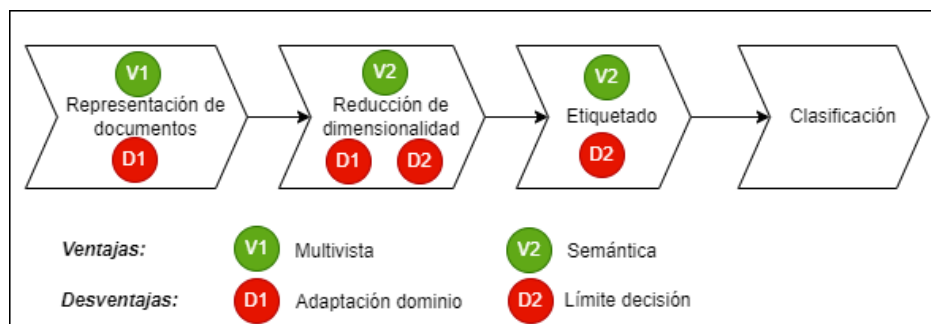 V1
Representación de
documentos
D1
V2
Reducción de
dimensionalidad
D1 D2
V2
Etiquetado
D2
Clasificación
Ventajas: V1 Multivista V2 Semántica
Desventajas: D1 Adaptación dominio D2 Límite decisión